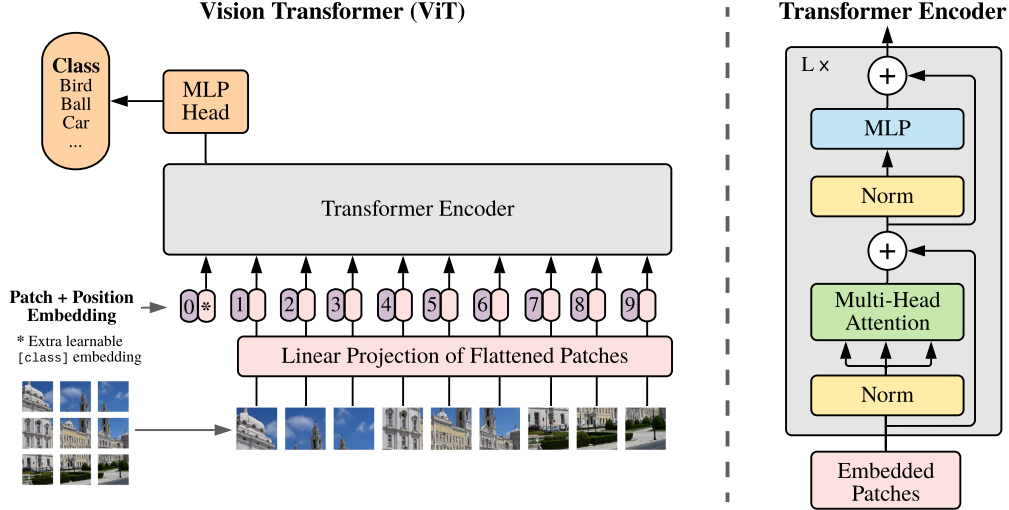 Vision Transformer (ViT)
Class
Bird
Ball
Car
...
MLP
Head
Transformer Encoder
Patch + Position
Embedding
0 *
1
2
3
4
5
6
7
8
9
* Extra learnable
[class] embedding
Linear Projection of Flattened Patches
Transformer Encoder
L ×
+
MLP
Norm
+
Multi-Head
Attention
Norm
Embedded
Patches